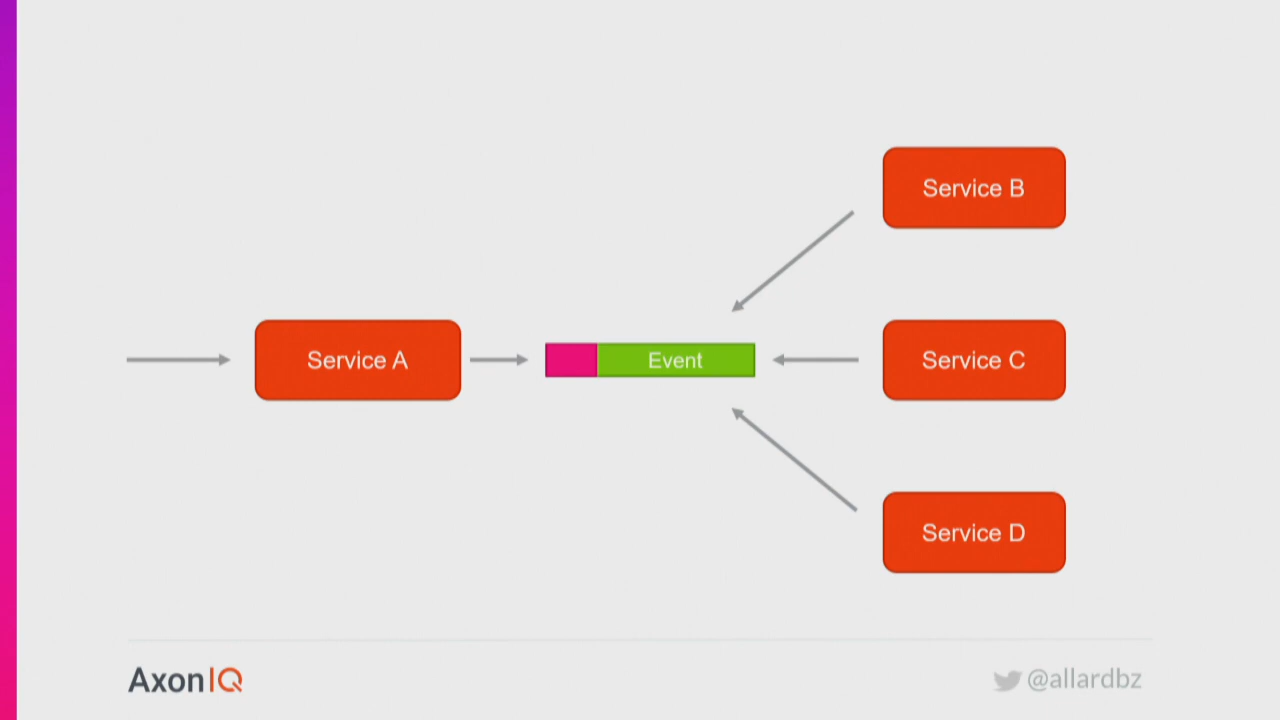 Service B
Service A
Event
Service C
Service D
AxonIQ
@allardbz